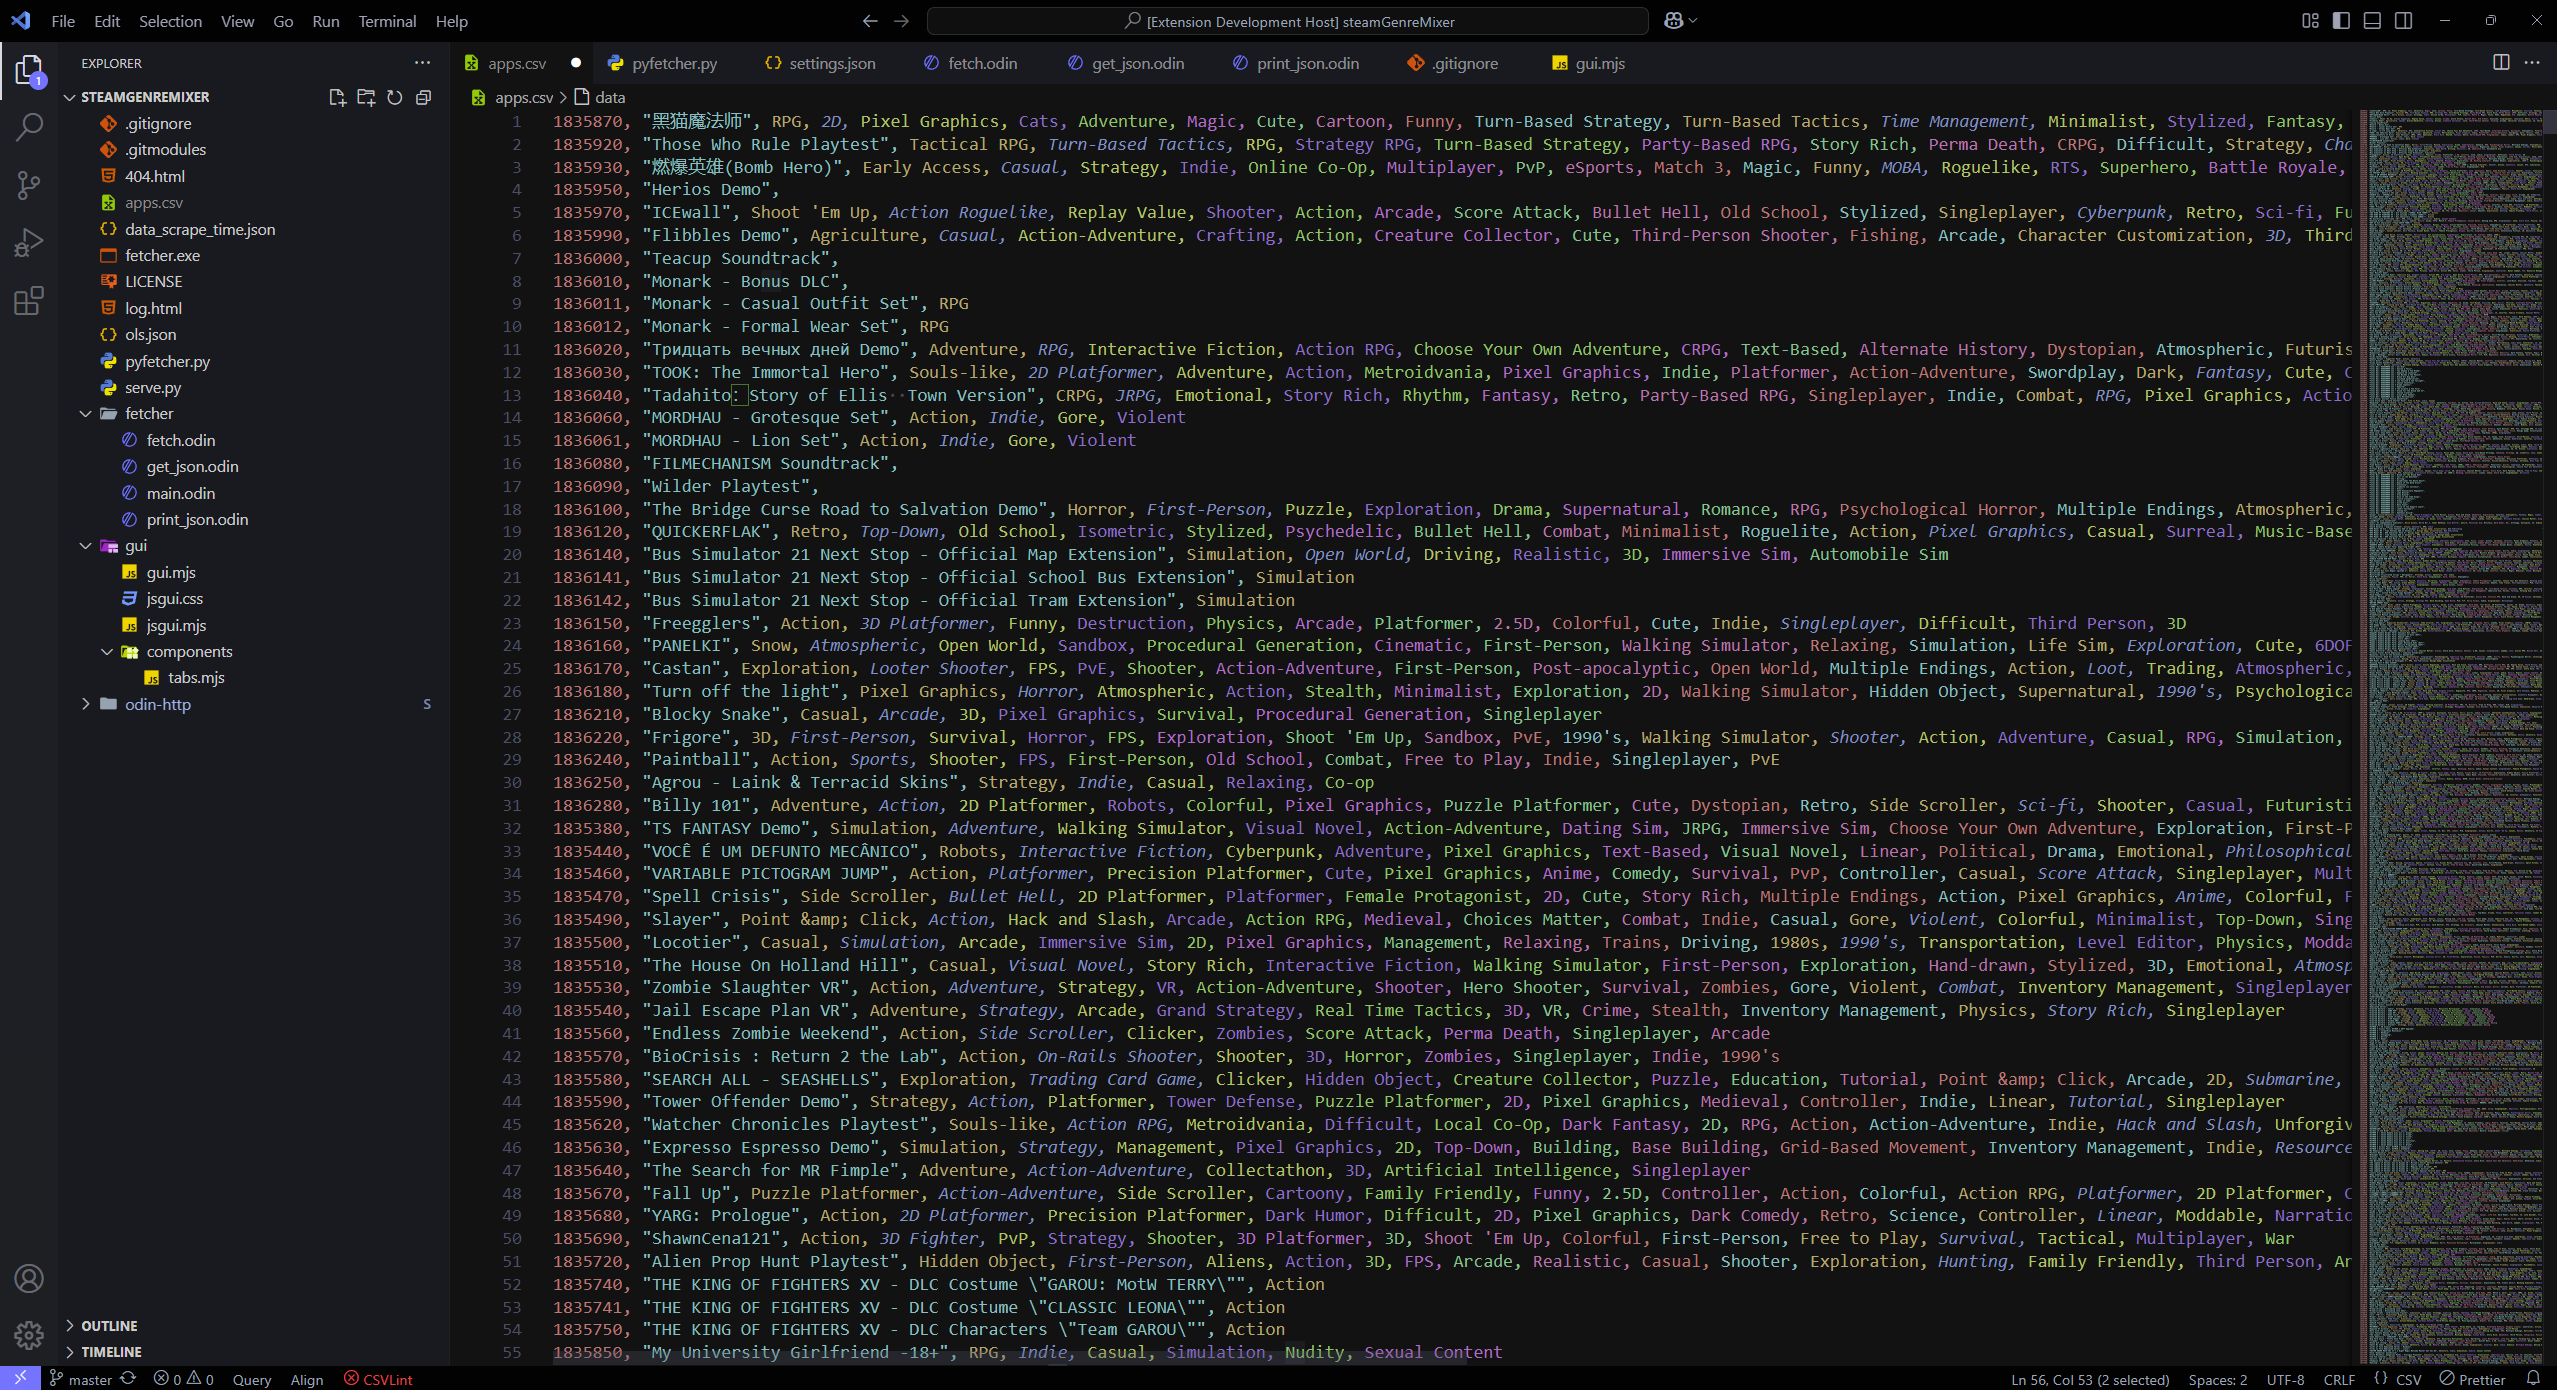 File Edit Selection View Go Run Terminal Help
[Extension Development Host] steamGenreMixer
EXPLORER
STEAMGENREMIXER
.gitignore
.gitmodules
404.html
apps.csv
data_scrape_time.json
fetcher.exe
LICENSE
log.html
ols.json
pyfetcher.py
serve.py
fetcher
fetch.odin
get_json.odin
main.odin
print_json.odin
gui
gui.mjs
jsgui.css
jsgui.mjs
components
tabs.mjs
odin-http S
OUTLINE
TIMELINE
apps.csv pyfetcher.py settings.json fetch.odin get_json.odin print_json.odin .gitignore gui.mjs
apps.csv > data
1 1835870, "黑猫魔法师", RPG, 2D, Pixel Graphics, Cats, Adventure, Magic, Cute, Cartoon, Funny, Turn-Based Strategy, Turn-Based Tactics, Time Management, Minimalist, Stylized, Fantasy,
2 1835920, "Those Who Rule Playtest", Tactical RPG, Turn-Based Tactics, RPG, Strategy RPG, Turn-Based Strategy, Party-Based RPG, Story Rich, Perma Death, CRPG, Difficult, Strategy, Cha
3 1835930, "燃爆英雄(Bomb Hero)", Early Access, Casual, Strategy, Indie, Online Co-Op, Multiplayer, PvP, eSports, Match 3, Magic, Funny, MOBA, Roguelike, RTS, Superhero, Battle Royale,
4 1835950, "Herios Demo",
5 1835970, "ICEwall", Shoot 'Em Up, Action Roguelike, Replay Value, Shooter, Action, Arcade, Score Attack, Bullet Hell, Old School, Stylized, Singleplayer, Cyberpunk, Retro, Sci-fi, Fu
6 1835990, "Flibbles Demo", Agriculture, Casual, Action-Adventure, Crafting, Action, Creature Collector, Cute, Third-Person Shooter, Fishing, Arcade, Character Customization, 3D, Third
7 1836000, "Teacup Soundtrack",
8 1836010, "Monark - Bonus DLC",
9 1836011, "Monark - Casual Outfit Set", RPG
10 1836012, "Monark - Formal Wear Set", RPG
11 1836020, "Тридцать вечных дней Demo", Adventure, RPG, Interactive Fiction, Action RPG, Choose Your Own Adventure, CRPG, Text-Based, Alternate History, Dystopian, Atmospheric, Futuris
12 1836030, "TOOK: The Immortal Hero", Souls-like, 2D Platformer, Adventure, Action, Metroidvania, Pixel Graphics, Indie, Platformer, Action-Adventure, Swordplay, Dark, Fantasy, Cute, C
13 1836040, "Tadahito：Story of Ellis··Town Version", CRPG, JRPG, Emotional, Story Rich, Rhythm, Fantasy, Retro, Party-Based RPG, Singleplayer, Indie, Combat, RPG, Pixel Graphics, Actio
14 1836060, "MORDHAU - Grotesque Set", Action, Indie, Gore, Violent
15 1836061, "MORDHAU - Lion Set", Action, Indie, Gore, Violent
16 1836080, "FILMECHANISM Soundtrack",
17 1836090, "Wilder Playtest",
18 1836100, "The Bridge Curse Road to Salvation Demo", Horror, First-Person, Puzzle, Exploration, Drama, Supernatural, Romance, RPG, Psychological Horror, Multiple Endings, Atmospheric,
19 1836120, "QUICKERFLAK", Retro, Top-Down, Old School, Isometric, Stylized, Psychedelic, Bullet Hell, Combat, Minimalist, Roguelite, Action, Pixel Graphics, Casual, Surreal, Music-Base
20 1836140, "Bus Simulator 21 Next Stop - Official Map Extension", Simulation, Open World, Driving, Realistic, 3D, Immersive Sim, Automobile Sim
21 1836141, "Bus Simulator 21 Next Stop - Official School Bus Extension", Simulation
22 1836142, "Bus Simulator 21 Next Stop - Official Tram Extension", Simulation
23 1836150, "Freegglers", Action, 3D Platformer, Funny, Destruction, Physics, Arcade, Platformer, 2.5D, Colorful, Cute, Indie, Singleplayer, Difficult, Third Person, 3D
24 1836160, "PANELKI", Snow, Atmospheric, Open World, Sandbox, Procedural Generation, Cinematic, First-Person, Walking Simulator, Relaxing, Simulation, Life Sim, Exploration, Cute, 6DOF
25 1836170, "Castan", Exploration, Looter Shooter, FPS, PvE, Shooter, Action-Adventure, First-Person, Post-apocalyptic, Open World, Multiple Endings, Action, Loot, Trading, Atmospheric,
26 1836180, "Turn off the light", Pixel Graphics, Horror, Atmospheric, Action, Stealth, Minimalist, Exploration, 2D, Walking Simulator, Hidden Object, Supernatural, 1990's, Psychologica
27 1836210, "Blocky Snake", Casual, Arcade, 3D, Pixel Graphics, Survival, Procedural Generation, Singleplayer
28 1836220, "Frigore", 3D, First-Person, Survival, Horror, FPS, Exploration, Shoot 'Em Up, Sandbox, PvE, 1990's, Walking Simulator, Shooter, Action, Adventure, Casual, RPG, Simulation,
29 1836240, "Paintball", Action, Sports, Shooter, FPS, First-Person, Old School, Combat, Free to Play, Indie, Singleplayer, PvE
30 1836250, "Agrou - Laink & Terracid Skins", Strategy, Indie, Casual, Relaxing, Co-op
31 1836280, "Billy 101", Adventure, Action, 2D Platformer, Robots, Colorful, Pixel Graphics, Puzzle Platformer, Cute, Dystopian, Retro, Side Scroller, Sci-fi, Shooter, Casual, Futuristi
32 1835380, "TS FANTASY Demo", Simulation, Adventure, Walking Simulator, Visual Novel, Action-Adventure, Dating Sim, JRPG, Immersive Sim, Choose Your Own Adventure, Exploration, First-P
33 1835440, "VOCÊ É UM DEFUNTO MECÂNICO", Robots, Interactive Fiction, Cyberpunk, Adventure, Pixel Graphics, Text-Based, Visual Novel, Linear, Political, Drama, Emotional, Philosophical
34 1835460, "VARIABLE PICTOGRAM JUMP", Action, Platformer, Precision Platformer, Cute, Pixel Graphics, Anime, Comedy, Survival, PvP, Controller, Casual, Score Attack, Singleplayer, Mult
35 1835470, "Spell Crisis", Side Scroller, Bullet Hell, 2D Platformer, Platformer, Female Protagonist, 2D, Cute, Story Rich, Multiple Endings, Action, Pixel Graphics, Anime, Colorful, F
36 1835490, "Slayer", Point &amp; Click, Action, Hack and Slash, Arcade, Action RPG, Medieval, Choices Matter, Combat, Indie, Casual, Gore, Violent, Colorful, Minimalist, Top-Down, Sing
37 1835500, "Locotier", Casual, Simulation, Arcade, Immersive Sim, 2D, Pixel Graphics, Management, Relaxing, Trains, Driving, 1980s, 1990's, Transportation, Level Editor, Physics, Modda
38 1835510, "The House On Holland Hill", Casual, Visual Novel, Story Rich, Interactive Fiction, Walking Simulator, First-Person, Exploration, Hand-drawn, Stylized, 3D, Emotional, Atmosp
39 1835530, "Zombie Slaughter VR", Action, Adventure, Strategy, VR, Action-Adventure, Shooter, Hero Shooter, Survival, Zombies, Gore, Violent, Combat, Inventory Management, Singleplayer
40 1835540, "Jail Escape Plan VR", Adventure, Strategy, Arcade, Grand Strategy, Real Time Tactics, 3D, VR, Crime, Stealth, Inventory Management, Physics, Story Rich, Singleplayer
41 1835560, "Endless Zombie Weekend", Action, Side Scroller, Clicker, Zombies, Score Attack, Perma Death, Singleplayer, Arcade
42 1835570, "BioCrisis : Return 2 the Lab", Action, On-Rails Shooter, Shooter, 3D, Horror, Zombies, Singleplayer, Indie, 1990's
43 1835580, "SEARCH ALL - SEASHELLS", Exploration, Trading Card Game, Clicker, Hidden Object, Creature Collector, Puzzle, Education, Tutorial, Point &amp; Click, Arcade, 2D, Submarine,
44 1835590, "Tower Offender Demo", Strategy, Action, Platformer, Tower Defense, Puzzle Platformer, 2D, Pixel Graphics, Medieval, Controller, Indie, Linear, Tutorial, Singleplayer
45 1835620, "Watcher Chronicles Playtest", Souls-like, Action RPG, Metroidvania, Difficult, Local Co-Op, Dark Fantasy, 2D, RPG, Action, Action-Adventure, Indie, Hack and Slash, Unforgiv
46 1835630, "Expresso Espresso Demo", Simulation, Strategy, Management, Pixel Graphics, 2D, Top-Down, Building, Base Building, Grid-Based Movement, Inventory Management, Indie, Resource
47 1835640, "The Search for MR Fimple", Adventure, Action-Adventure, Collectathon, 3D, Artificial Intelligence, Singleplayer
48 1835670, "Fall Up", Puzzle Platformer, Action-Adventure, Side Scroller, Cartoony, Family Friendly, Funny, 2.5D, Controller, Action, Colorful, Action RPG, Platformer, 2D Platformer, C
49 1835680, "YARG: Prologue", Action, 2D Platformer, Precision Platformer, Dark Humor, Difficult, 2D, Pixel Graphics, Dark Comedy, Retro, Science, Controller, Linear, Moddable, Narratio
50 1835690, "ShawnCena121", Action, 3D Fighter, PvP, Strategy, Shooter, 3D Platformer, 3D, Shoot 'Em Up, Colorful, First-Person, Free to Play, Survival, Tactical, Multiplayer, War
51 1835720, "Alien Prop Hunt Playtest", Hidden Object, First-Person, Aliens, Action, 3D, FPS, Arcade, Realistic, Casual, Shooter, Exploration, Hunting, Family Friendly, Third Person, Ar
52 1835740, "THE KING OF FIGHTERS XV - DLC Costume \"GAROU: MotW TERRY\"", Action
53 1835741, "THE KING OF FIGHTERS XV - DLC Costume \"CLASSIC LEONA\"", Action
54 1835750, "THE KING OF FIGHTERS XV - DLC Characters \"Team GAROU\"", Action
55 1835850, "My University Girlfriend -18+", RPG, Indie, Casual, Simulation, Nudity, Sexual Content
master 0 0 Query Align CSVLint Ln 56, Col 53 (2 selected) Spaces: 2 UTF-8 CRLF {} CSV Prettier